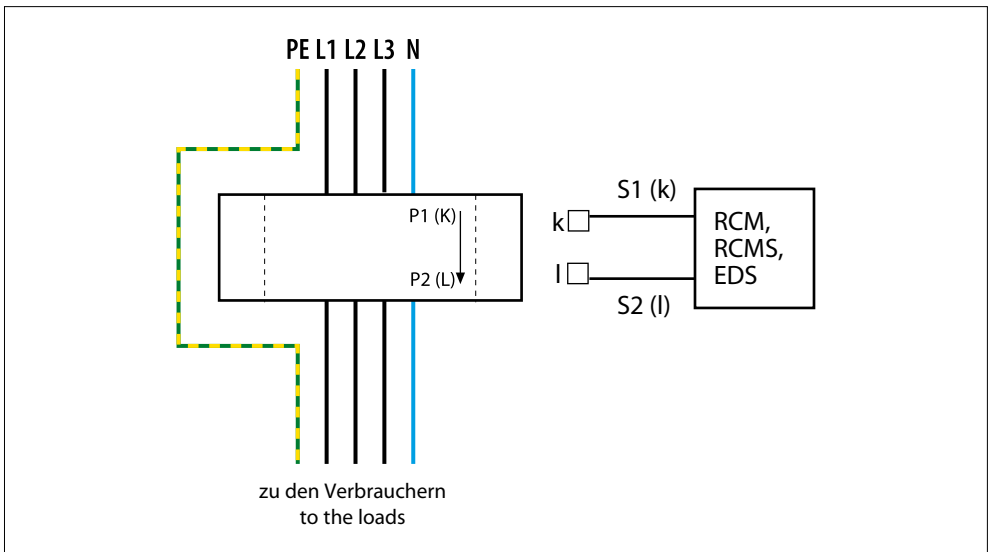 PE L1 L2 L3 N
P1 (K)
P2 (L)
k
l
S1 (k)
S2 (l)
RCM,
RCMS,
EDS
zu den Verbrauchern
to the loads